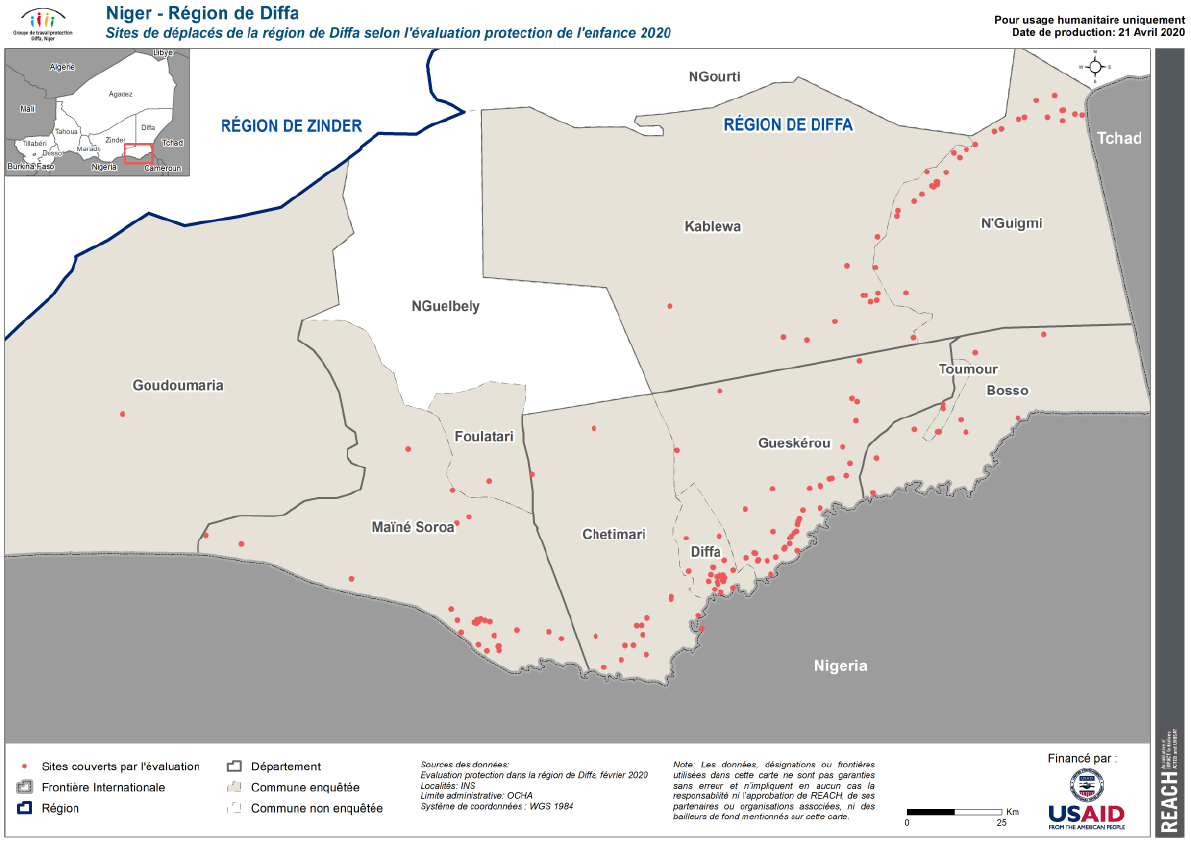 Groupe de travail protection
Diffa, Niger
Niger - Région de Diffa
Sites de déplacés de la région de Diffa selon l'évaluation protection de l'enfance 2020
Pour usage humanitaire uniquement
Date de production: 21 Avril 2020
Libye
Algérie
Agadez
Mali
Tahoua
Diffa
Zinder
Tillabéri
Maradi
Tchad
Dosso
Burkina Faso
Nigeria
Cameroun
NGourti
N
W
E
S
RÉGION DE ZINDER
RÉGION DE DIFFA
Tchad
Kablewa
N'Guigmi
NGuelbely
Goudoumaria
Toumour
Bosso
Foulatari
Gueskérou
Maïné Soroa
Chetimari
Diffa
Nigeria
Sites couverts par l'évaluation
Frontière Internationale
Région
Département
Commune enquêtée
Commune non enquêtée
Sources des données:
Evaluation protection dans la région de Diffa, février 2020
Localités: INS
Limite administrative: OCHA
Système de coordonnées : WGS 1984
Note: Les données, désignations ou frontières
utilisées dans cette carte ne sont pas garanties
sans erreur et n'impliquent en aucun cas la
responsabilité ni l'approbation de REACH, de ses
partenaires ou organisations associées, ni des
bailleurs de fond mentionnés sur cette carte.
Km
0
25
Financé par :
USAID
FROM THE AMERICAN PEOPLE
REACH